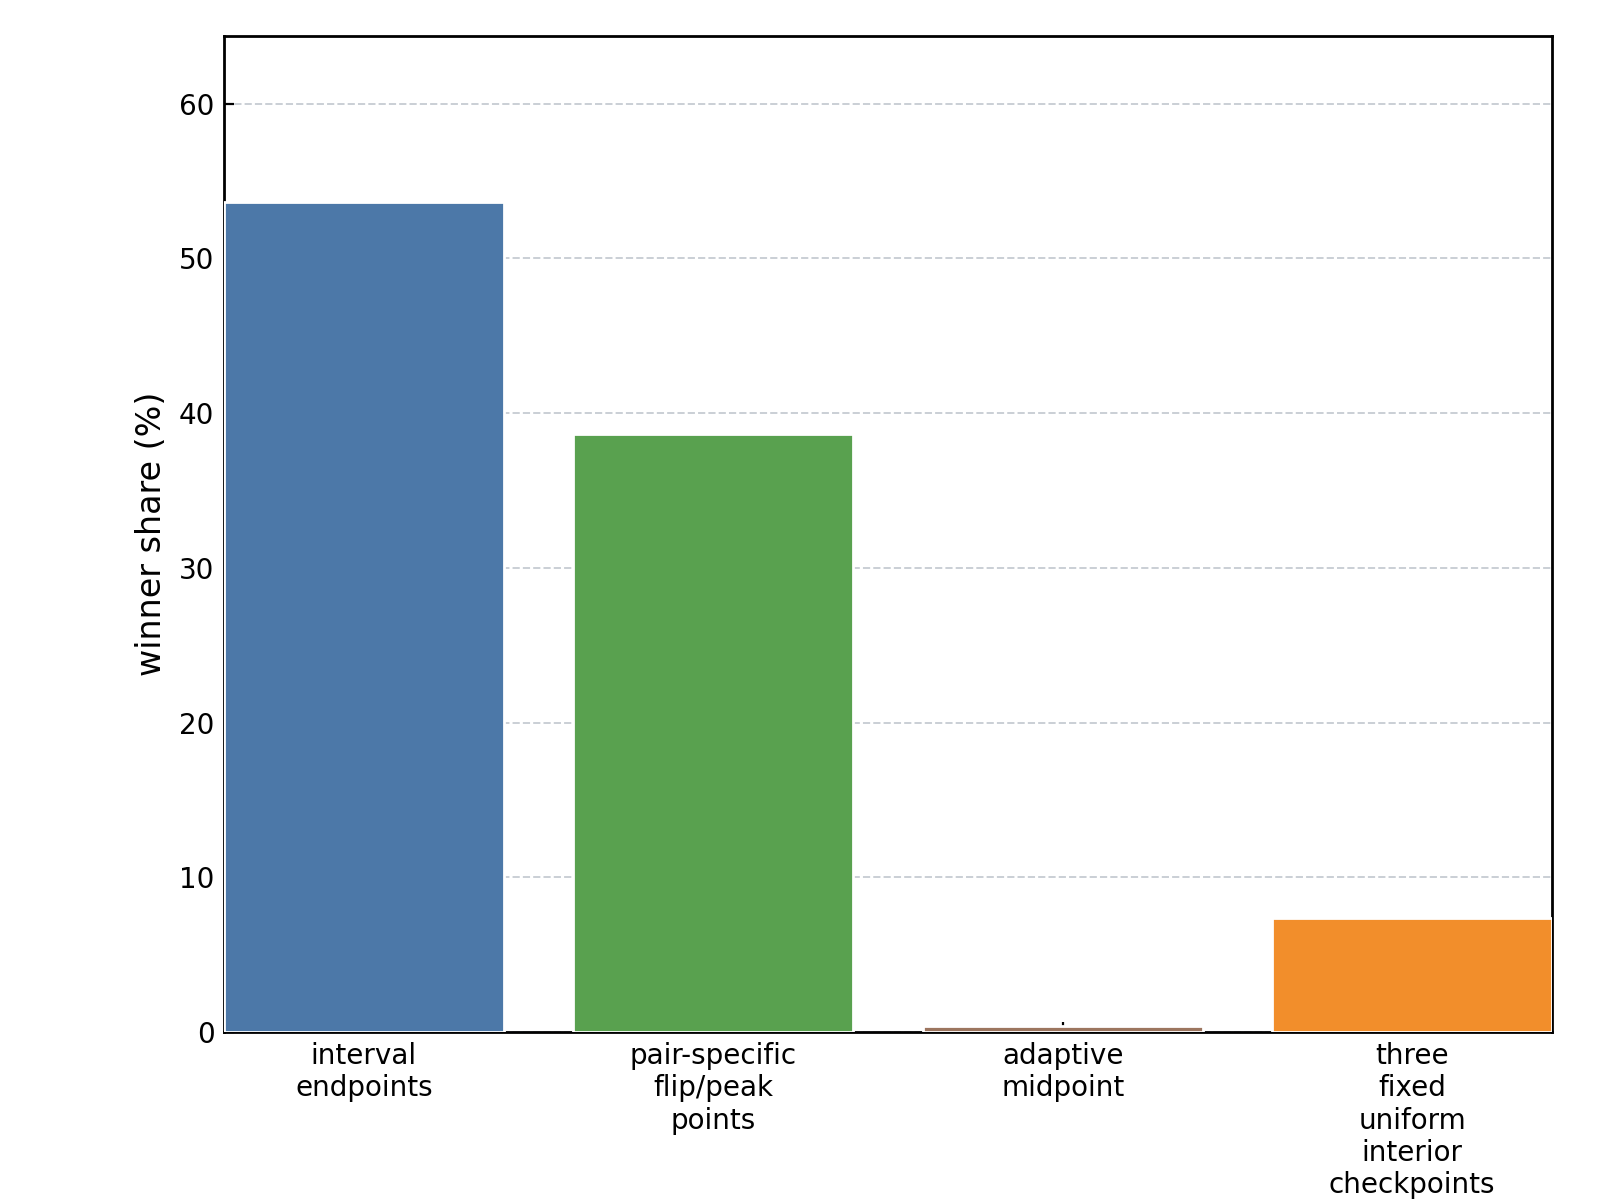 60
50
40
30
20
10
0
winner share (%)
interval
endpoints
pair-specific
flip/peak
points
adaptive
midpoint
three
fixed
uniform
interior
checkpoints